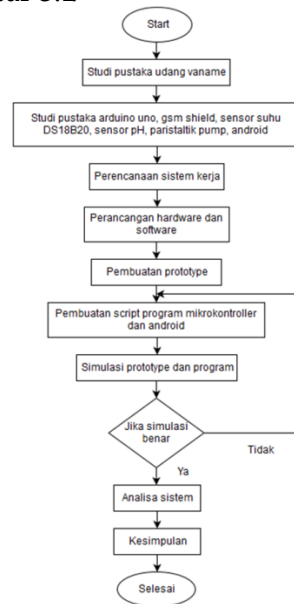 Start
Studi pustaka udang vaname
Studi pustaka arduino uno, gsm shield, sensor suhu
DS18B20, sensor pH, paristaltik pump, android
Perencanaan sistem kerja
Perancangan hardware dan
software
Pembuatan prototype
Pembuatan script program mikrokontroller
dan android
Simulasi prototype dan program
Jika simulasi
benar
Tidak
Ya
Analisa sistem
Kesimpulan
Selesai